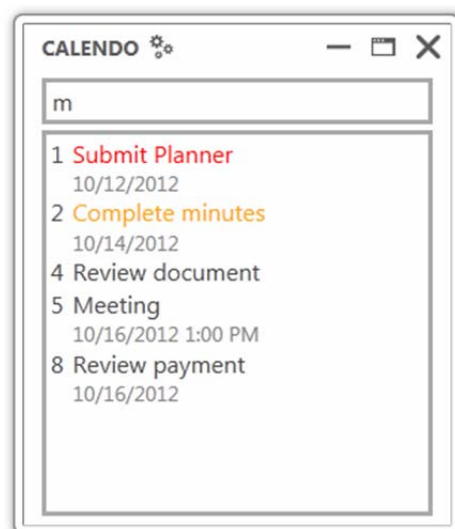 CALENDO
m
1 Submit Planner
10/12/2012
2 Complete minutes
10/14/2012
4 Review document
5 Meeting
10/16/2012 1:00 PM
8 Review payment
10/16/2012